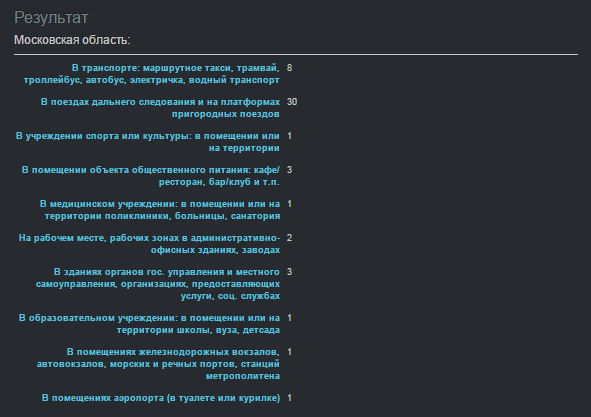 Результат
Московская область:
В транспорте: маршрутное такси, трамвай, 8
троллейбус, автобус, электричка, водный транспорт
В поездах дальнего следования и на платформах 30
пригородных поездов
В учреждении спорта или культуры: в помещении или 1
на территории
В помещении объекта общественного питания: кафе/ 3
ресторан, бар/клуб и т.п.
В медицинском учреждении: в помещении или на 1
территории поликлиники, больницы, санатория
На рабочем месте, рабочих зонах в административно- 2
офисных зданиях, заводах
В зданиях органов гос. управления и местного 3
самоуправления, организациях, предоставляющих
услуги, соц. службах
В образовательном учреждении: в помещении или на 1
территории школы, вуза, детсада
В помещениях железнодорожных вокзалов, 1
автовокзалов, морских и речных портов, станций
метрополитена
В помещениях аэропорта (в туалете или курилке) 1